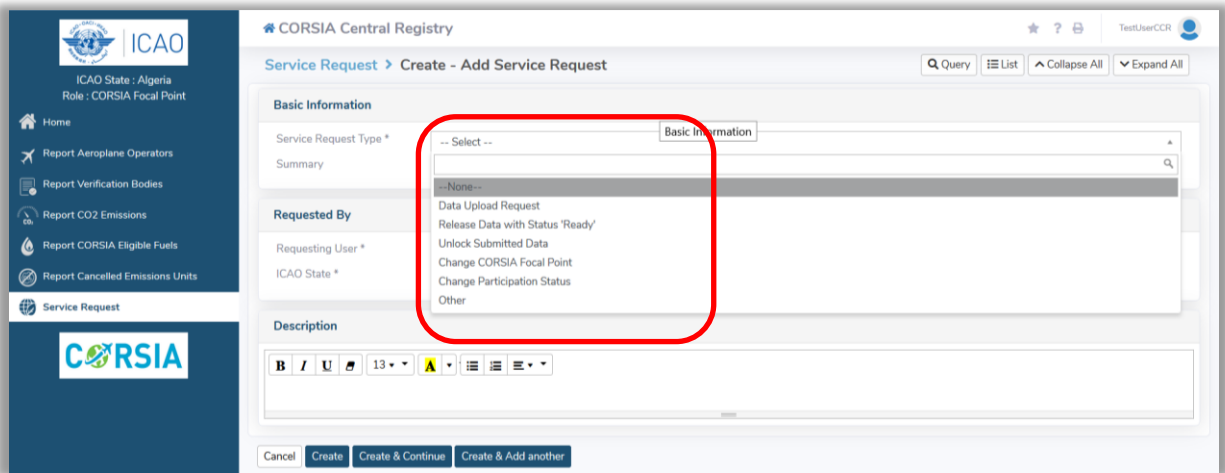 ICAO
ICAO State : Algeria
Role : CORSIA Focal Point
Home
Report Aeroplane Operators
Report Verification Bodies
Report CO2 Emissions
Report CORSIA Eligible Fuels
Report Cancelled Emissions Units
Service Request
CORSIA
CORSIA Central Registry
TestUserCCR
Service Request > Create - Add Service Request
Query List Collapse All Expand All
Basic Information
Service Request Type *
-- Select --
Basic Information
Summary
--None--
Data Upload Request
Release Data with Status 'Ready'
Unlock Submitted Data
Change CORSIA Focal Point
Change Participation Status
Other
Requested By
Requesting User *
ICAO State *
Description
B I U 13 A
Cancel Create Create & Continue Create & Add another